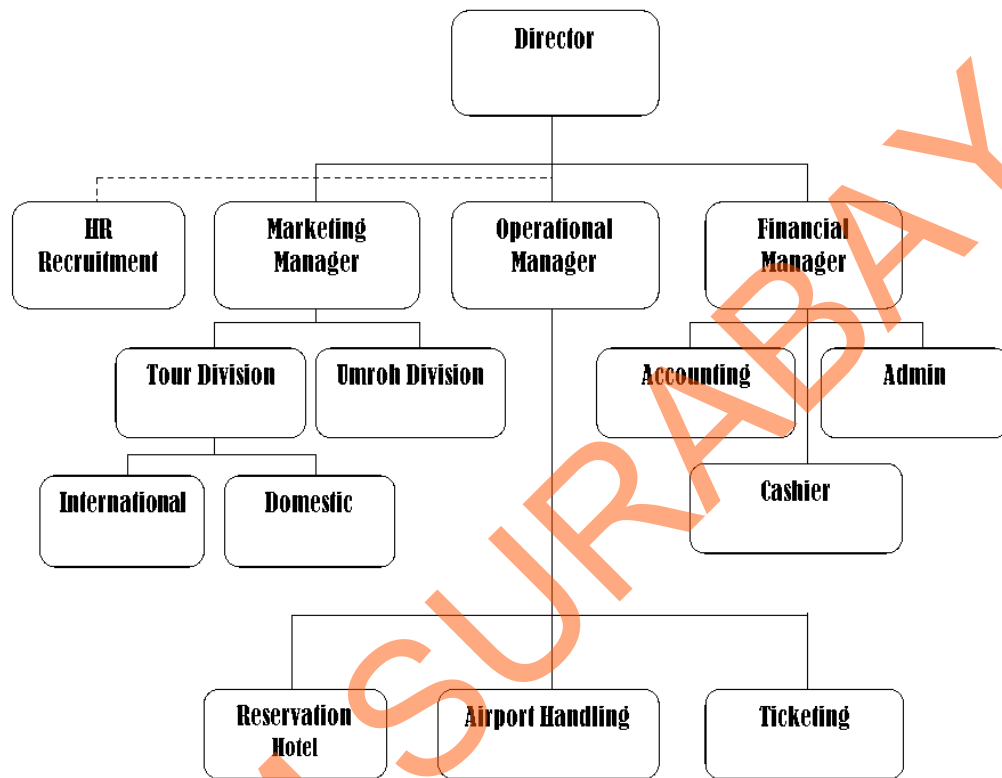 Director
HR
Recruitment
Marketing
Manager
Operational
Manager
Financial
Manager
Tour Division
Umroh Division
Accounting
Admin
International
Domestic
Cashier
Reservation
Hotel
Airport Handling
Ticketing
M SURABAY